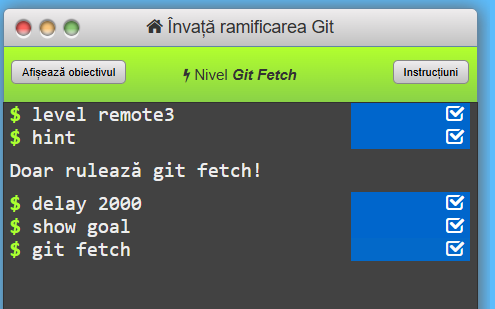 Învață ramificarea Git
Afișează obiectivul
Nivel Git Fetch
Instrucțiuni
$ level remote3
$ hint
Doar rulează git fetch!
$ delay 2000
$ show goal
$ git fetch